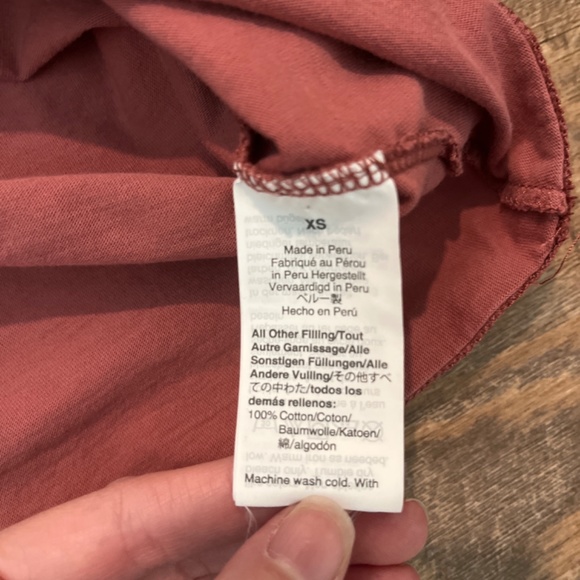 XS
Made in Peru
Fabriqué au Pérou
in Peru Hergestellt
Vervaardigd in Peru
ペルー製
Hecho en Perú
All Other Filling/Tout
Autre Garnissage/Alle
Sonstigen Füllungen/Alle
Andere Vulling/その他すべ
ての中わた/todos los
demás rellenos:
100% Cotton/Coton/
Baumwolle/Katoen/
綿/algodón
Machine wash cold. With